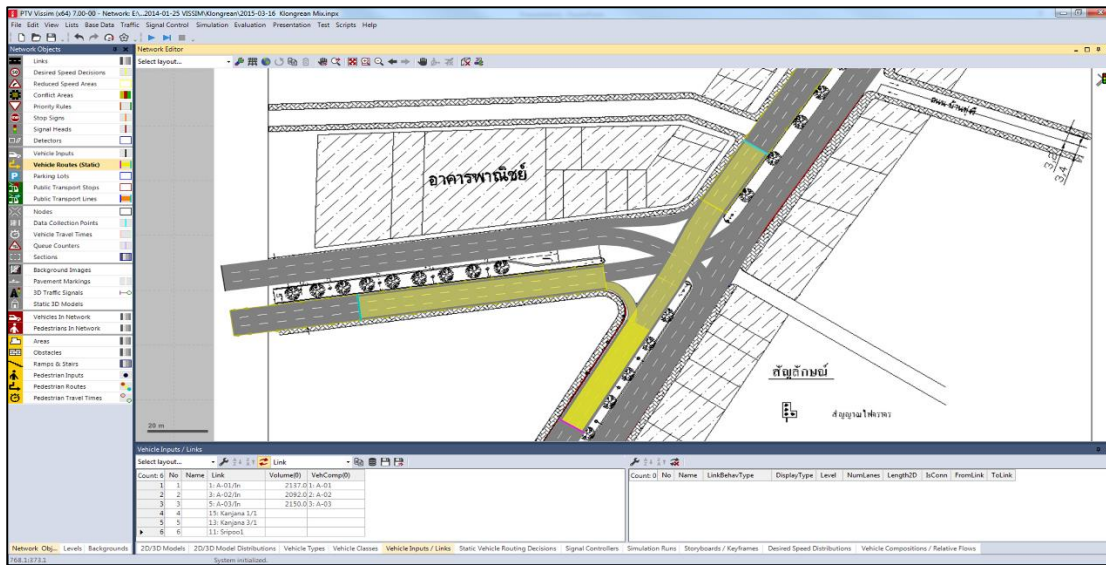 PTV Vissim (x64) 7.00-00 - Network: E:\...2014-01-25 VISSIM\Klongrean\2015-03-16 Klongrean Mix.inpx
File Edit View Lists Base Data Traffic Signal Control Simulation Evaluation Presentation Test Scripts Help
Network Objects
Links
Desired Speed Decisions
Reduced Speed Areas
Conflict Areas
Priority Rules
Stop Signs
Signal Heads
Detectors
Vehicle Inputs
Vehicle Routes (Static)
Parking Lots
Public Transport Stops
Public Transport Lines
Nodes
Data Collection Points
Vehicle Travel Times
Queue Counters
Sections
Background Images
Pavement Markings
3D Traffic Signals
Static 3D Models
Vehicles In Network
Pedestrians In Network
Areas
Obstacles
Ramps & Stairs
Pedestrian Inputs
Pedestrian Routes
Pedestrian Travel Times
Network Obj... Levels Backgrounds
Network Editor
Select layout...
อาคารพาณิชย์
3.2
3.4
สัญลักษณ์
สัญญาณไฟจราจร
20 m
Vehicle Inputs / Links
Select layout... Link
Count: 6 No Name Link Volume(0) VehComp(0)
1 1 1: A-01/In 2137.0 1: A-01
2 2 3: A-02/In 2092.0 2: A-02
3 3 5: A-03/In 2150.0 3: A-03
4 4 15: Kanjana 1/1
5 5 13: Kanjana 3/1
6 6 11: Sripoo1
Count: 0 No Name LinkBehavType DisplayType Level NumLanes Length2D IsConn FromLink ToLink
2D/3D Models 2D/3D Model Distributions Vehicle Types Vehicle Classes Vehicle Inputs / Links Static Vehicle Routing Decisions Signal Controllers Simulation Runs Storyboards / Keyframes Desired Speed Distributions Vehicle Compositions / Relative Flows
768.1:373.1 System initialized.